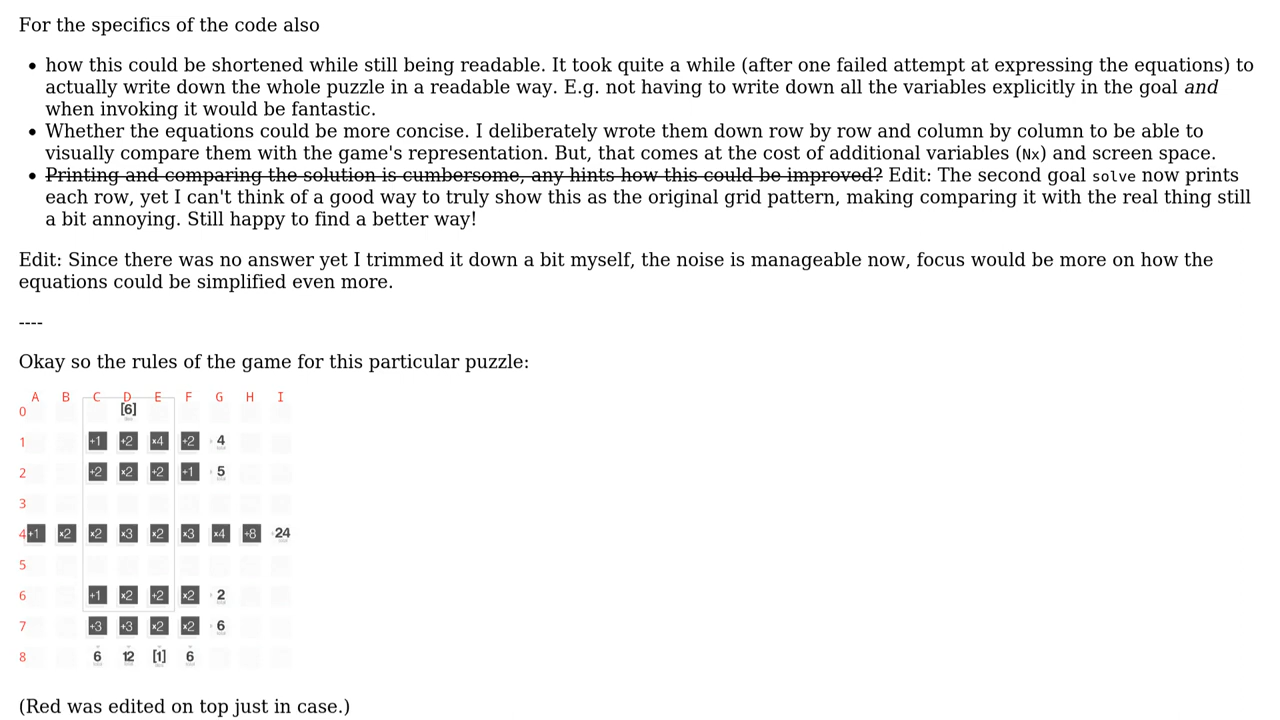 For the specifics of the code also
• how this could be shortened while still being readable. It took quite a while (after one failed attempt at expressing the equations) to
actually write down the whole puzzle in a readable way. E.g. not having to write down all the variables explicitly in the goal and
when invoking it would be fantastic.
• Whether the equations could be more concise. I deliberately wrote them down row by row and column by column to be able to
visually compare them with the game's representation. But, that comes at the cost of additional variables (Nx) and screen space.
• Printing and comparing the solution is cumbersome, any hints how this could be improved? Edit: The second goal solve now prints
each row, yet I can't think of a good way to truly show this as the original grid pattern, making comparing it with the real thing still
a bit annoying. Still happy to find a better way!
Edit: Since there was no answer yet I trimmed it down a bit myself, the noise is manageable now, focus would be more on how the
equations could be simplified even more.
----
Okay so the rules of the game for this particular puzzle:
A B C D E F G H I
0 [6]
1 +1 +2 x4 +2 4
2 +2 x2 +2 +1 5
3
4 +1 x2 x2 x3 x2 x3 x4 +8 24
5
6 +1 x2 +2 x2 2
7 +3 +3 x2 x2 6
8 6 12 [1] 6
(Red was edited on top just in case.)